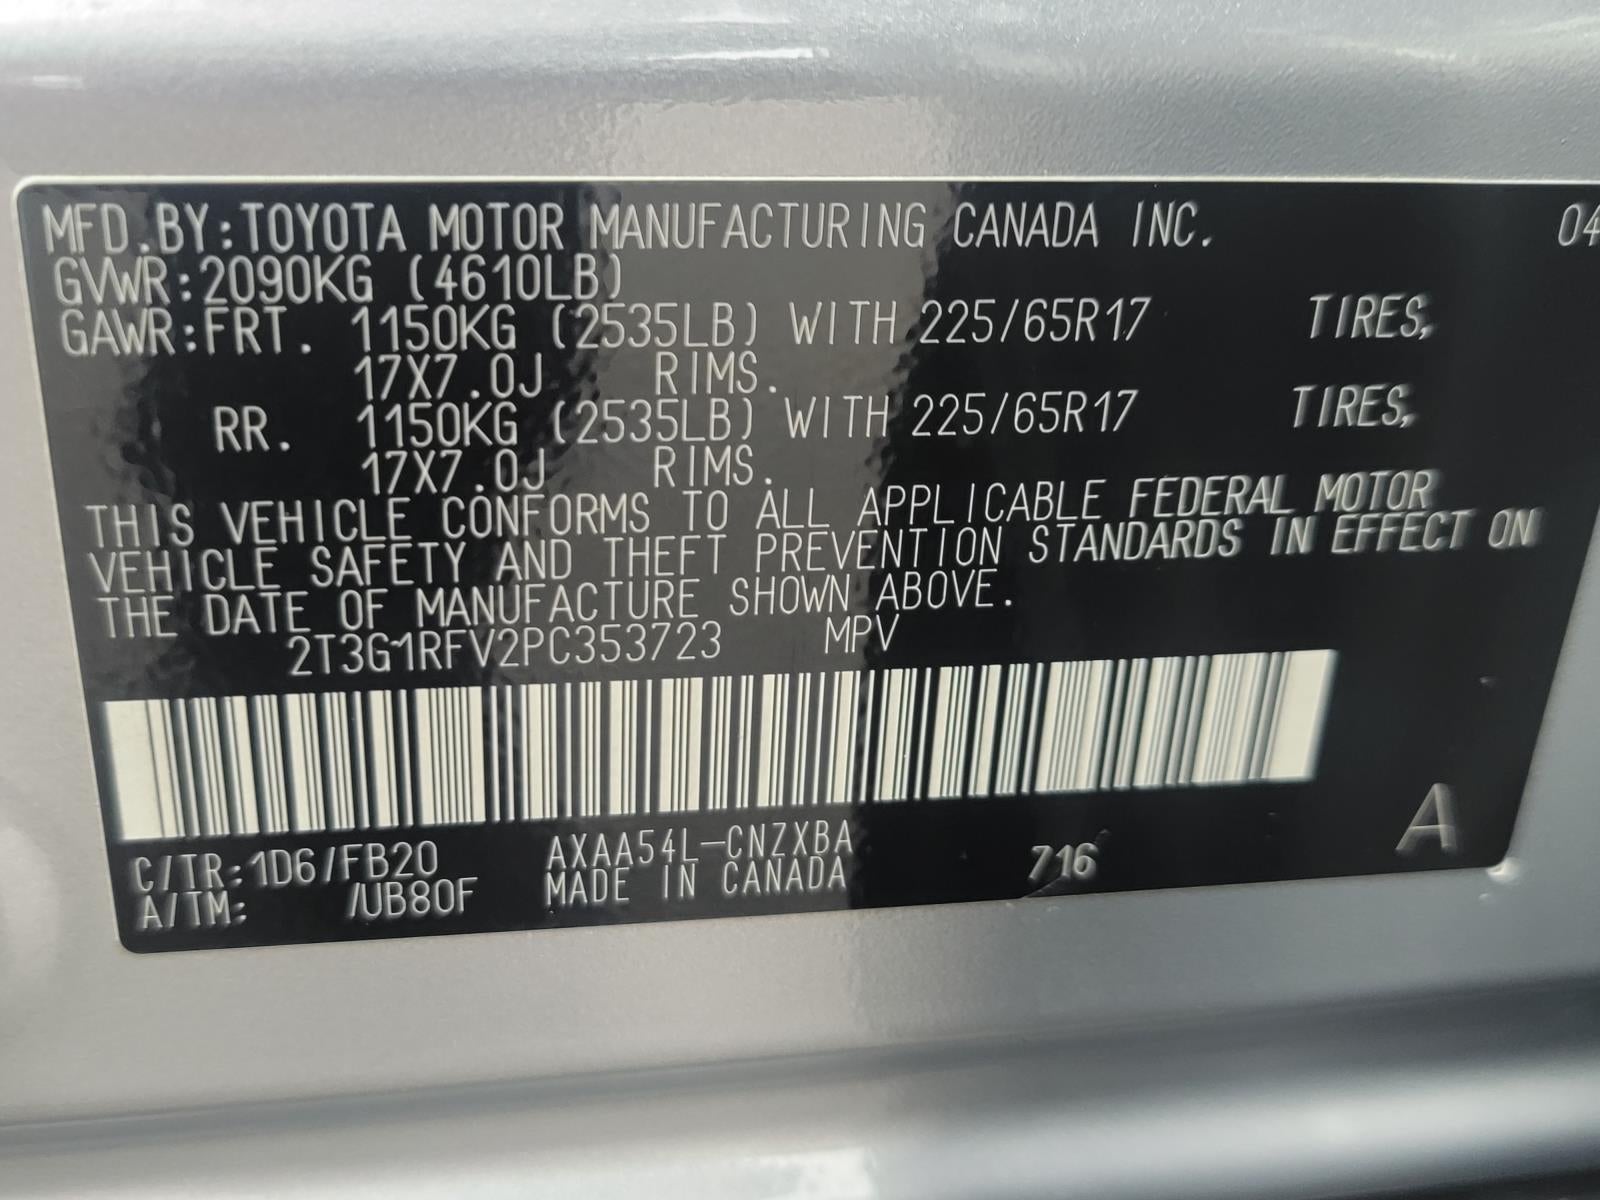 MFD.BY:TOYOTA MOTOR MANUFACTURING CANADA INC. 04
GVWR:2090KG (4610LB)
GAWR:FRT. 1150KG (2535LB) WITH 225/65R17 TIRES,
17X7.0J RIMS.
RR. 1150KG (2535LB) WITH 225/65R17 TIRES,
17X7.0J RIMS.
THIS VEHICLE CONFORMS TO ALL APPLICABLE FEDERAL MOTOR
VEHICLE SAFETY AND THEFT PREVENTION STANDARDS IN EFFECT ON
THE DATE OF MANUFACTURE SHOWN ABOVE.
2T3G1RFV2PC353723 MPV
C/TR:1D6/FB20 AXAA54L-CNZXBA 716 A
A/TM: /UB80F MADE IN CANADA